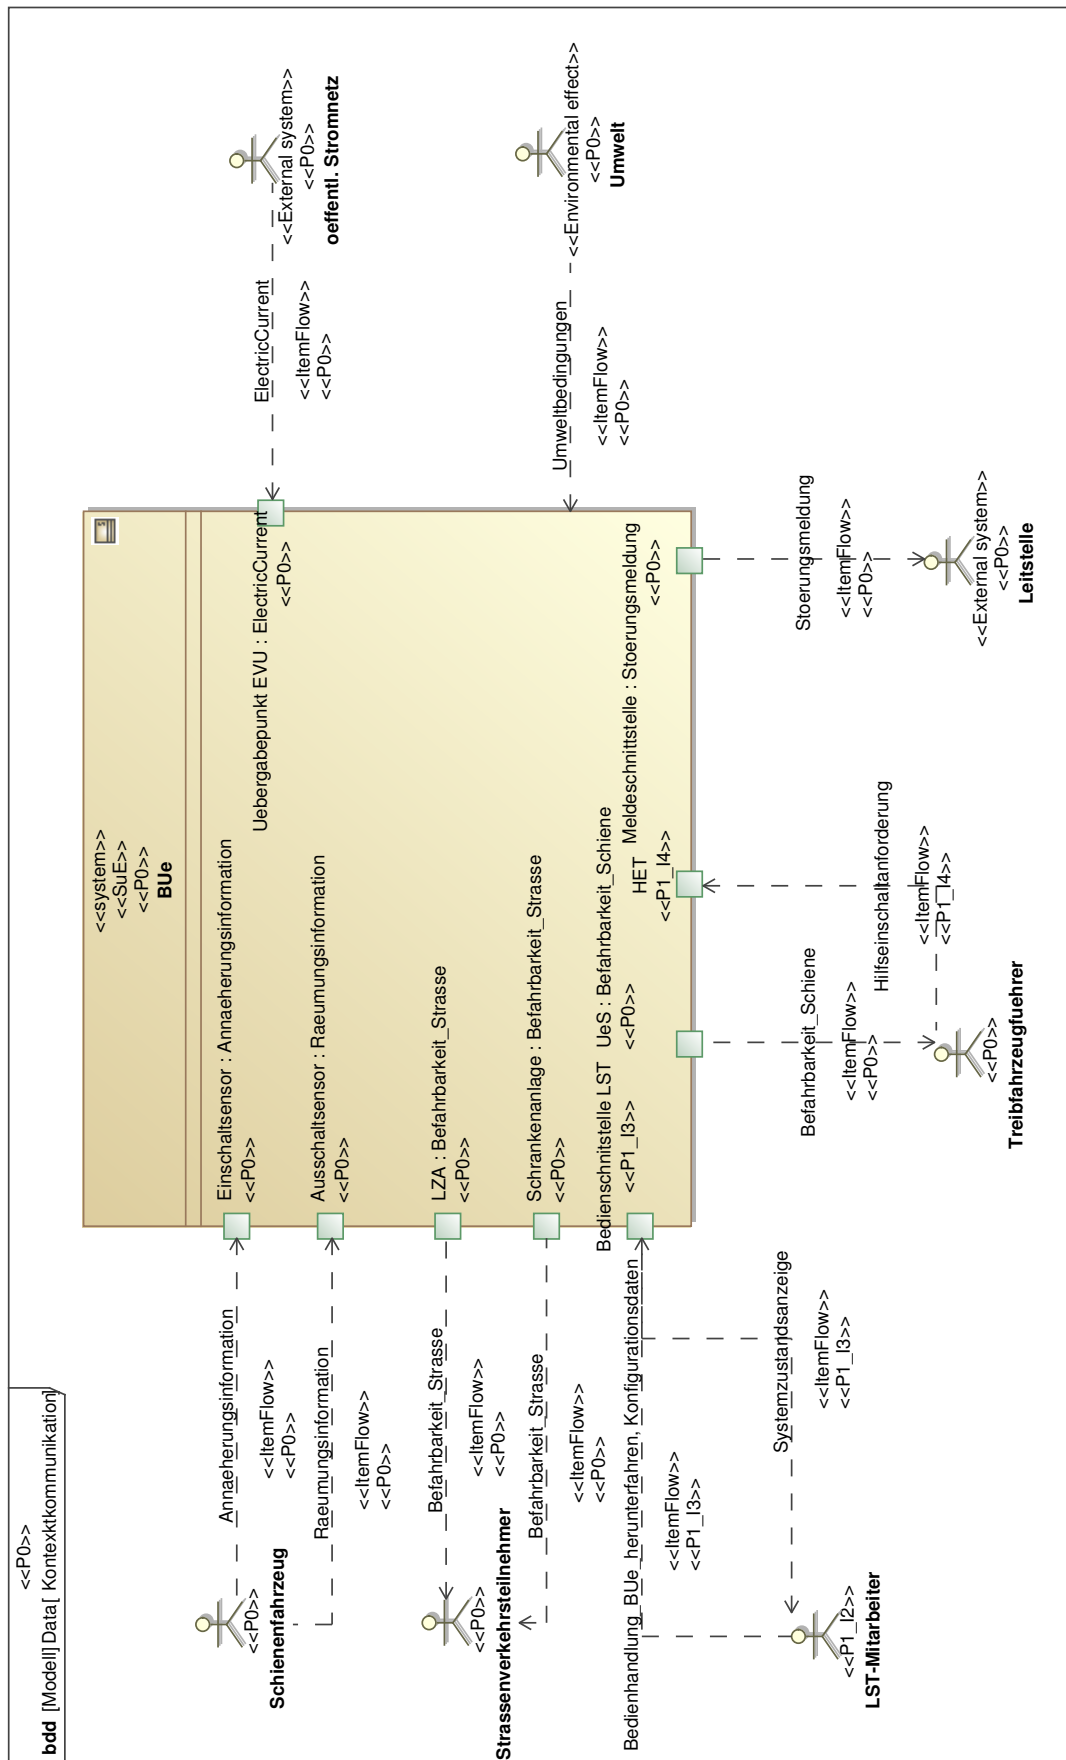 <<P0>>
bdd [Modell] Data[ Kontexktkommunikation]
<<system>>
<<SuE>>
<<P0>>
BUe
Annaeherungsinformation
<<ItemFlow>>
<<P0>>
<<P0>>
Schienenfahrzeug
Einschaltsensor : Annaeherungsinformation
<<P0>>
Raeumungsinformation
<<ItemFlow>>
<<P0>>
Ausschaltsensor : Raeumungsinformation
<<P0>>
Uebergabepunkt EVU : ElectricCurrent
<<P0>>
ElectricCurrent
<<ItemFlow>>
<<P0>>
<<External system>>
<<P0>>
oeffentl. Stromnetz
Befahrbarkeit_Strasse
<<ItemFlow>>
<<P0>>
<<P0>>
Strassenverkehrsteilnehmer
LZA : Befahrbarkeit_Strasse
<<P0>>
Befahrbarkeit_Strasse
<<ItemFlow>>
<<P0>>
Schrankenanlage : Befahrbarkeit_Strasse
<<P0>>
Umweltbedingungen
<<ItemFlow>>
<<P0>>
<<Environmental effect>>
<<P0>>
Umwelt
Bedienhandlung_BUe_herunterfahren, Konfigurationsdaten
<<ItemFlow>>
<<P1_I3>>
Bedienschnitstelle LST
<<P1_I3>>
UeS : Befahrbarkeit_Schiene
<<P0>>
HET
<<P1_I4>>
Meldeschnittstelle : Stoerungsmeldung
<<P0>>
Systemzustandsanzeige
<<ItemFlow>>
<<P1_I3>>
<<P1_I2>>
LST-Mitarbeiter
Befahrbarkeit_Schiene
<<ItemFlow>>
<<P0>>
Hilfseinschaltanforderung
<<ItemFlow>>
<<P1_I4>>
<<P0>>
Treibfahrzeugfuehrer
Stoerungsmeldung
<<ItemFlow>>
<<P0>>
<<External system>>
<<P0>>
Leitstelle